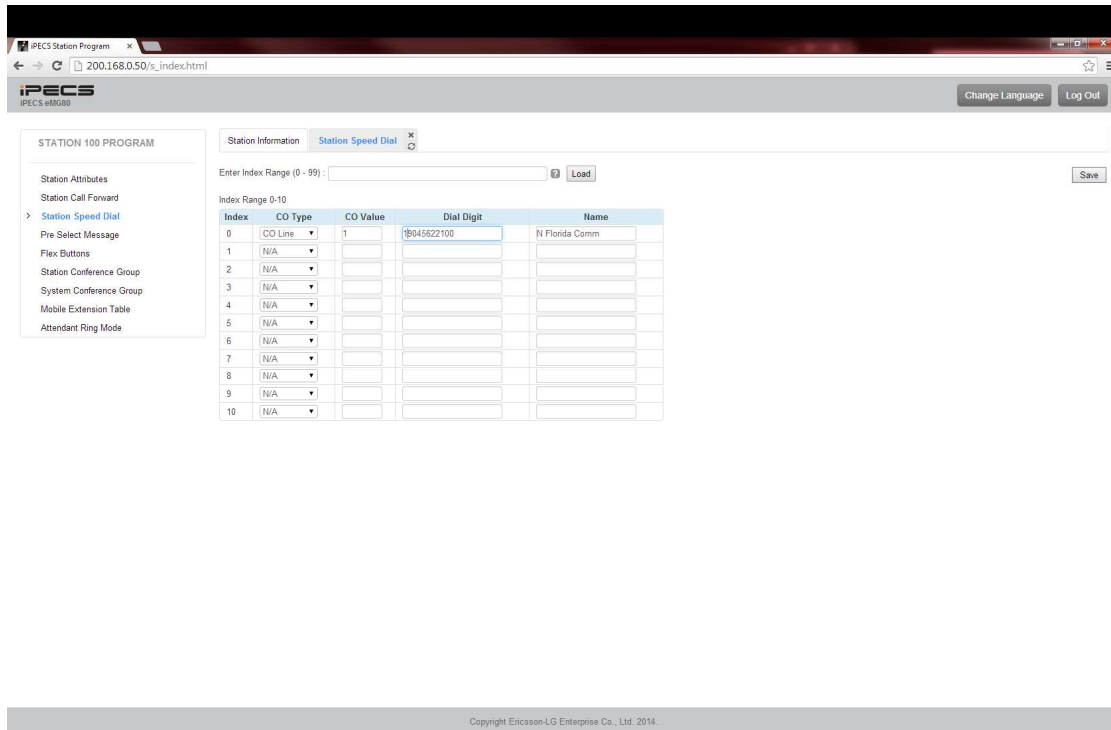 iPECS Station Program
200.168.0.50/s_index.html
iPECS
iPECS eMG80
Change Language
Log Out
STATION 100 PROGRAM
Station Attributes
Station Call Forward
Station Speed Dial
Pre Select Message
Flex Buttons
Station Conference Group
System Conference Group
Mobile Extension Table
Attendant Ring Mode
Station Information Station Speed Dial
Enter Index Range (0 - 99) : ? Load Save
Index Range 0-10
Index CO Type CO Value Dial Digit Name
0 CO Line 1 19045622100 N Florida Comm
1 N/A
2 N/A
3 N/A
4 N/A
5 N/A
6 N/A
7 N/A
8 N/A
9 N/A
10 N/A
Copyright Ericsson-LG Enterprise Co., Ltd. 2014.